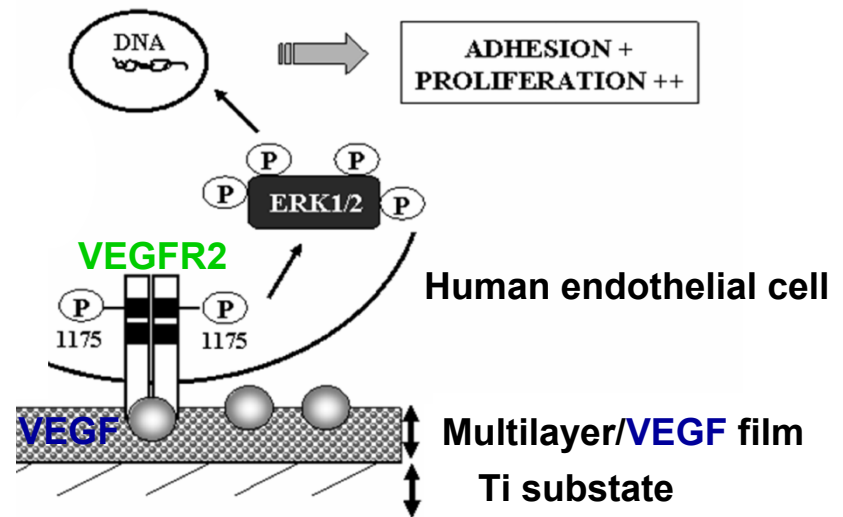 DNA
ADHESION +
PROLIFERATION ++
P
P
P
ERK1/2
P
VEGFR2
P
P
1175
1175
Human endothelial cell
VEGF
Multilayer/VEGF film
Ti substate